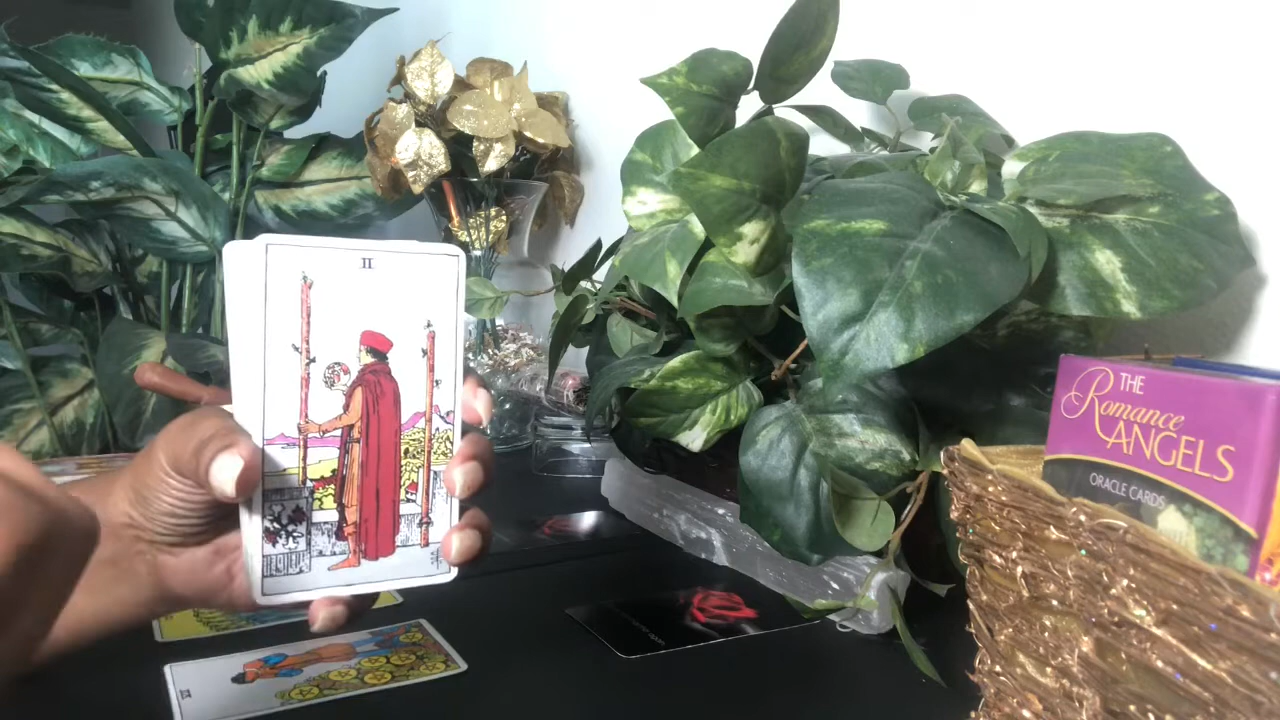 II
THE
Romance
ANGELS
ORACLE CARDS